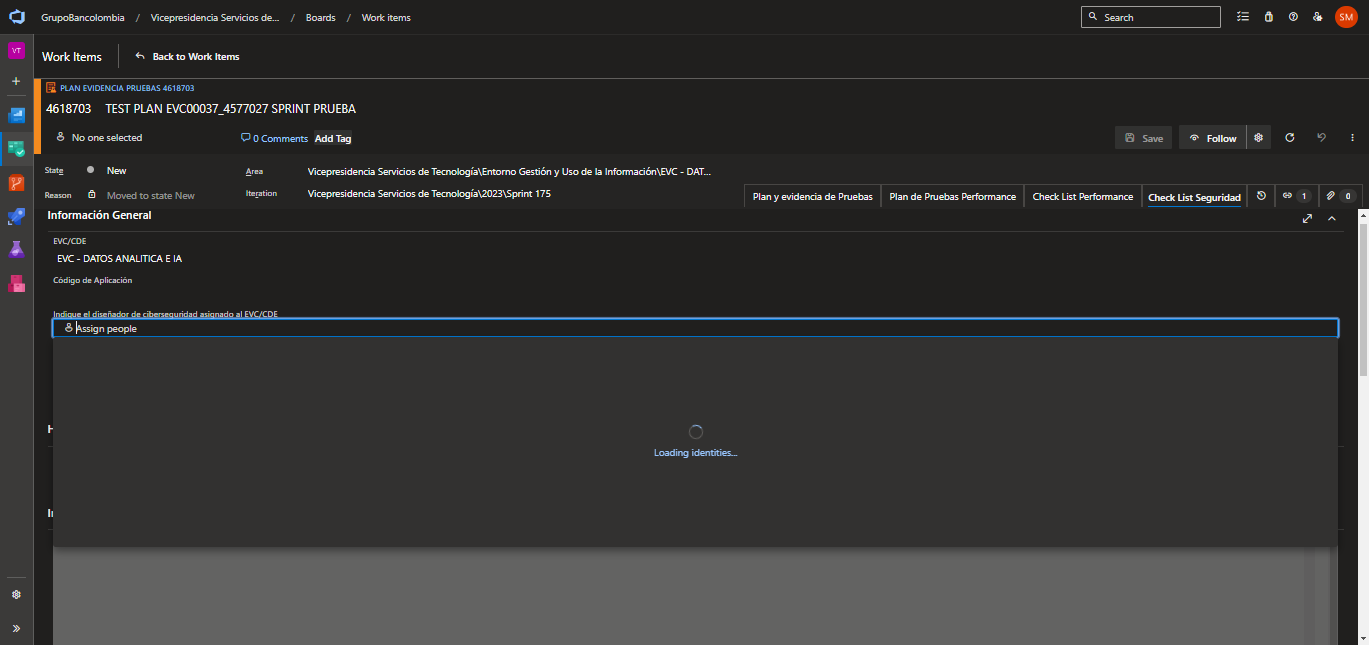 GrupoBancolombia / Vicepresidencia Servicios de... / Boards / Work items
Search
SM
VT
Work Items
Back to Work Items
PLAN EVIDENCIA PRUEBAS 4618703
4618703 TEST PLAN EVC00037_4577027 SPRINT PRUEBA
No one selected
0 Comments
Add Tag
Save
Follow
State New
Area Vicepresidencia Servicios de Tecnología\Entorno Gestión y Uso de la Información\EVC - DAT...
Reason Moved to state New
Iteration Vicepresidencia Servicios de Tecnología\2023\Sprint 175
Plan y evidencia de Pruebas
Plan de Pruebas Performance
Check List Performance
Check List Seguridad
1
0
Información General
EVC/CDE
EVC - DATOS ANALITICA E IA
Código de Aplicación
Indique el diseñador de ciberseguridad asignado al EVC/CDE
Assign people
Loading identities...